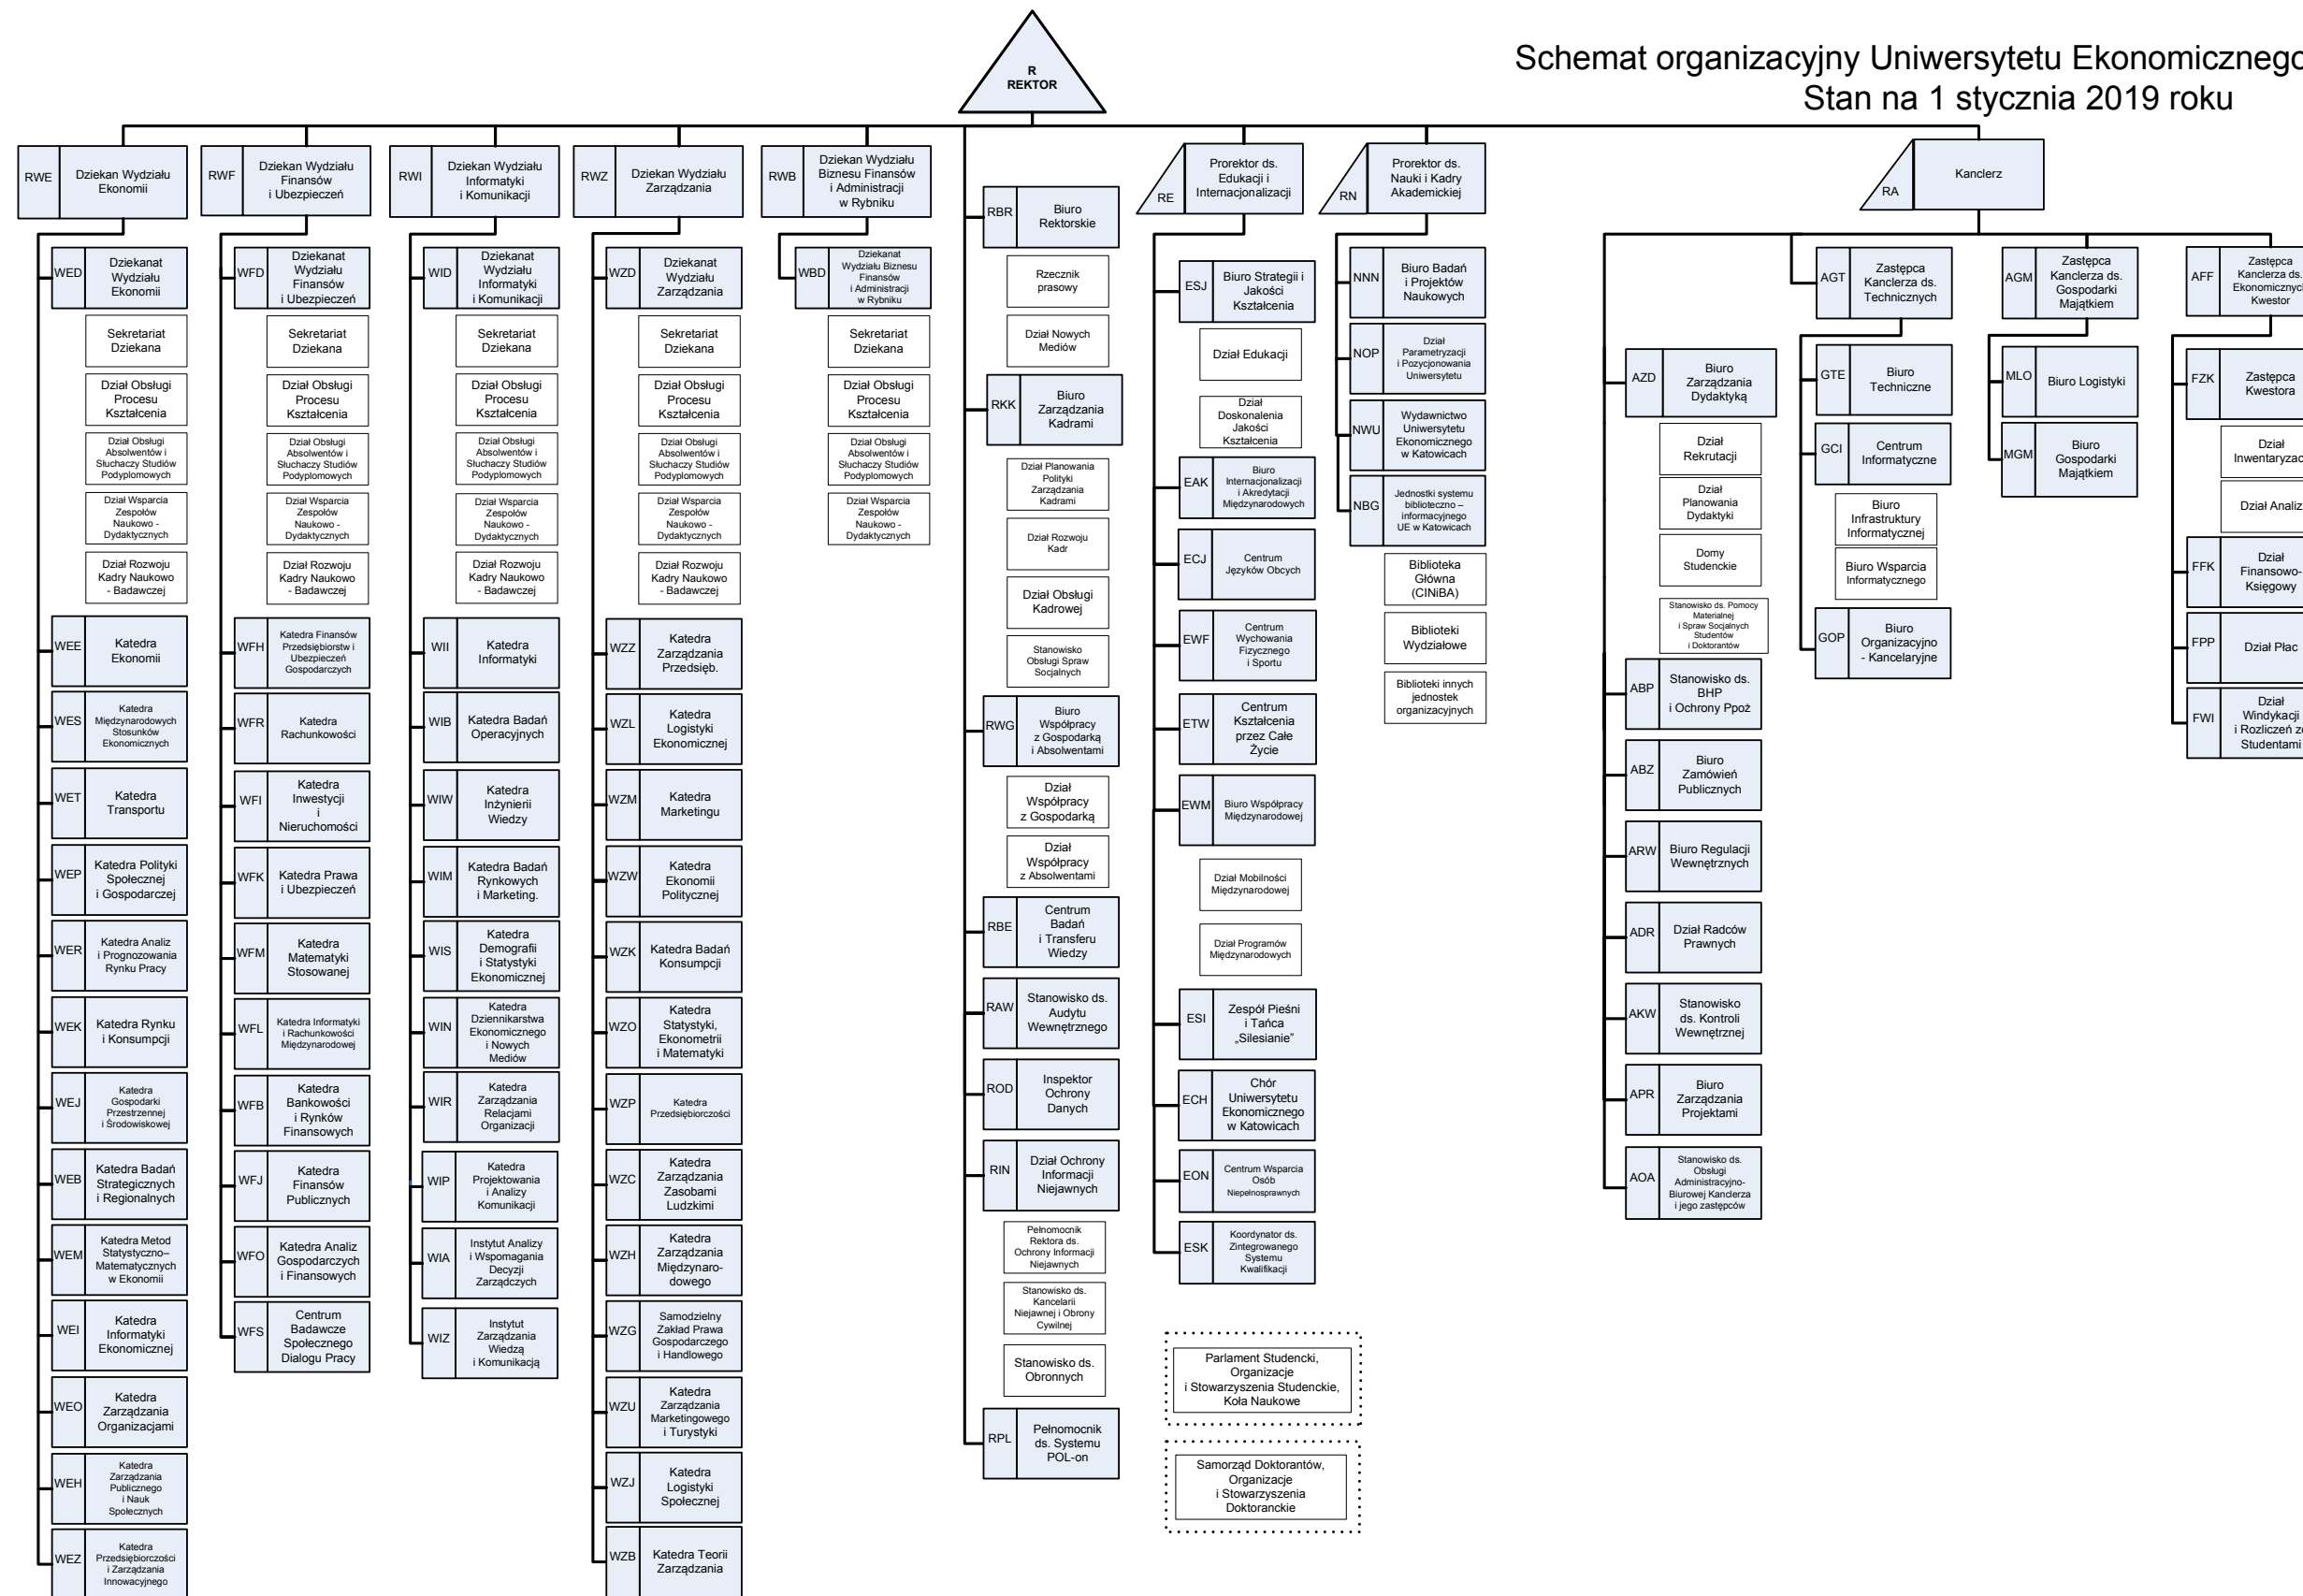 Schemat organizacyjny Uniwersytetu Ekonomicznego
Stan na 1 stycznia 2019 roku
R
REKTOR
RWE
Dziekan Wydziału
Ekonomii
WED
Dziekanat
Wydziału
Ekonomii
Sekretariat
Dziekana
Dział Obsługi
Procesu
Kształcenia
Dział Obsługi
Absolwentów i
Słuchaczy Studiów
Podyplomowych
Dział Wsparcia
Zespołów
Naukowo -
Dydaktycznych
Dział Rozwoju
Kadry Naukowo
- Badawczej
WEE
Katedra
Ekonomii
WES
Katedra
Międzynarodowych
Stosunków
Ekonomicznych
WET
Katedra
Transportu
WEP
Katedra Polityki
Społecznej
i Gospodarczej
WER
Katedra Analiz
i Prognozowania
Rynku Pracy
WEK
Katedra Rynku
i Konsumpcji
WEJ
Katedra
Gospodarki
Przestrzennej
i Środowiskowej
WEB
Katedra Badań
Strategicznych
i Regionalnych
WEM
Katedra Metod
Statystyczno–
Matematycznych
w Ekonomii
WEI
Katedra
Informatyki
Ekonomicznej
WEO
Katedra
Zarządzania
Organizacjami
WEH
Katedra
Zarządzania
Publicznego
i Nauk
Społecznych
WEZ
Katedra
Przedsiębiorczości
i Zarządzania
Innowacyjnego
RWF
Dziekan Wydziału
Finansów
i Ubezpieczeń
WFD
Dziekanat
Wydziału
Finansów
i Ubezpieczeń
Sekretariat
Dziekana
Dział Obsługi
Procesu
Kształcenia
Dział Obsługi
Absolwentów i
Słuchaczy Studiów
Podyplomowych
Dział Wsparcia
Zespołów
Naukowo -
Dydaktycznych
Dział Rozwoju
Kadry Naukowo
- Badawczej
WFH
Katedra Finansów
Przedsiębiorstw i
Ubezpieczeń
Gospodarczych
WFR
Katedra
Rachunkowości
WFI
Katedra
Inwestycji
i
Nieruchomości
WFK
Katedra Prawa
i Ubezpieczeń
WFM
Katedra
Matematyki
Stosowanej
WFL
Katedra Informatyki
i Rachunkowości
Międzynarodowej
WFB
Katedra
Bankowości
i Rynków
Finansowych
WFJ
Katedra
Finansów
Publicznych
WFO
Katedra Analiz
Gospodarczych
i Finansowych
WFS
Centrum
Badawcze
Społecznego
Dialogu Pracy
RWI
Dziekan Wydziału
Informatyki
i Komunikacji
WID
Dziekanat
Wydziału
Informatyki
i Komunikacji
Sekretariat
Dziekana
Dział Obsługi
Procesu
Kształcenia
Dział Obsługi
Absolwentów i
Słuchaczy Studiów
Podyplomowych
Dział Wsparcia
Zespołów
Naukowo -
Dydaktycznych
Dział Rozwoju
Kadry Naukowo
- Badawczej
WII
Katedra
Informatyki
WIB
Katedra Badań
Operacyjnych
WIW
Katedra
Inżynierii
Wiedzy
WIM
Katedra Badań
Rynkowych
i Marketing.
WIS
Katedra
Demografii
i Statystyki
Ekonomicznej
WIN
Katedra
Dziennikarstwa
Ekonomicznego
i Nowych
Mediów
WIR
Katedra
Zarządzania
Relacjami
Organizacji
WIP
Katedra
Projektowania
i Analizy
Komunikacji
WIA
Instytut Analizy
i Wspomagania
Decyzji
Zarządczych
WIZ
Instytut
Zarządzania
Wiedzą
i Komunikacją
RWZ
Dziekan Wydziału
Zarządzania
WZD
Dziekanat
Wydziału
Zarządzania
Sekretariat
Dziekana
Dział Obsługi
Procesu
Kształcenia
Dział Obsługi
Absolwentów i
Słuchaczy Studiów
Podyplomowych
Dział Wsparcia
Zespołów
Naukowo -
Dydaktycznych
Dział Rozwoju
Kadry Naukowo
- Badawczej
WZZ
Katedra
Zarządzania
Przedsięb.
WZL
Katedra
Logistyki
Ekonomicznej
WZM
Katedra
Marketingu
WZW
Katedra
Ekonomii
Politycznej
WZK
Katedra Badań
Konsumpcji
WZO
Katedra
Statystyki,
Ekonometrii
i Matematyki
WZP
Katedra
Przedsiębiorczości
WZC
Katedra
Zarządzania
Zasobami
Ludzkimi
WZH
Katedra
Zarządzania
Międzynaro-
dowego
WZG
Samodzielny
Zakład Prawa
Gospodarczego
i Handlowego
WZU
Katedra
Zarządzania
Marketingowego
i Turystyki
WZJ
Katedra
Logistyki
Społecznej
WZB
Katedra Teorii
Zarządzania
RWB
Dziekan Wydziału
Biznesu Finansów
i Administracji
w Rybniku
WBD
Dziekanat
Wydziału Biznesu
Finansów
i Administracji
w Rybniku
Sekretariat
Dziekana
Dział Obsługi
Procesu
Kształcenia
Dział Obsługi
Absolwentów i
Słuchaczy Studiów
Podyplomowych
Dział Wsparcia
Zespołów
Naukowo -
Dydaktycznych
RBR
Biuro
Rektorskie
Rzecznik
prasowy
Dział Nowych
Mediów
RKK
Biuro
Zarządzania
Kadrami
Dział Planowania
Polityki
Zarządzania
Kadrami
Dział Rozwoju
Kadr
Dział Obsługi
Kadrowej
Stanowisko
Obsługi Spraw
Socjalnych
RWG
Biuro
Współpracy
z Gospodarką
i Absolwentami
Dział
Współpracy
z Gospodarką
Dział
Współpracy
z Absolwentami
RBE
Centrum
Badań
i Transferu
Wiedzy
RAW
Stanowisko ds.
Audytu
Wewnętrznego
ROD
Inspektor
Ochrony
Danych
RIN
Dział Ochrony
Informacji
Niejawnych
Pełnomocnik
Rektora ds.
Ochrony Informacji
Niejawnych
Stanowisko ds.
Kancelarii
Niejawnej i Obrony
Cywilnej
Stanowisko ds.
Obronnych
RPL
Pełnomocnik
ds. Systemu
POL-on
RE
Prorektor ds.
Edukacji i
Internacjonalizacji
ESJ
Biuro Strategii i
Jakości
Kształcenia
Dział Edukacji
Dział
Doskonalenia
Jakości
Kształcenia
EAK
Biuro
Internacjonalizacji
i Akredytacji
Międzynarodowych
ECJ
Centrum
Języków Obcych
EWF
Centrum
Wychowania
Fizycznego
i Sportu
ETW
Centrum
Kształcenia
przez Całe
Życie
EWM
Biuro Współpracy
Międzynarodowej
Dział Mobilności
Międzynarodowej
Dział Programów
Międzynarodowych
ESI
Zespół Pieśni
i Tańca
„Silesianie”
ECH
Chór
Uniwersytetu
Ekonomicznego
w Katowicach
EON
Centrum Wsparcia
Osób
Niepełnosprawnych
ESK
Koordynator ds.
Zintegrowanego
Systemu
Kwalifikacji
Parlament Studencki,
Organizacje
i Stowarzyszenia Studenckie,
Koła Naukowe
Samorząd Doktorantów,
Organizacje
i Stowarzyszenia
Doktoranckie
RN
Prorektor ds.
Nauki i Kadry
Akademickiej
NNN
Biuro Badań
i Projektów
Naukowych
NOP
Dział
Parametryzacji
i Pozycjonowania
Uniwersytetu
NWU
Wydawnictwo
Uniwersytetu
Ekonomicznego
w Katowicach
NBG
Jednostki systemu
biblioteczno –
informacyjnego
UE w Katowicach
Biblioteka
Główna
(CINiBA)
Biblioteki
Wydziałowe
Biblioteki innych
jednostek
organizacyjnych
RA
Kanclerz
AZD
Biuro
Zarządzania
Dydaktyką
Dział
Rekrutacji
Dział
Planowania
Dydaktyki
Domy
Studenckie
Stanowisko ds. Pomocy
Materialnej
i Spraw Socjalnych
Studentów
i Doktorantów
ABP
Stanowisko ds.
BHP
i Ochrony Ppoż
ABZ
Biuro
Zamówień
Publicznych
ARW
Biuro Regulacji
Wewnętrznych
ADR
Dział Radców
Prawnych
AKW
Stanowisko
ds. Kontroli
Wewnętrznej
APR
Biuro
Zarządzania
Projektami
AOA
Stanowisko ds.
Obsługi
Administracyjno-
Biurowej Kanclerza
i jego zastępców
AGT
Zastępca
Kanclerza ds.
Technicznych
GTE
Biuro
Techniczne
GCI
Centrum
Informatyczne
Biuro
Infrastruktury
Informatycznej
Biuro Wsparcia
Informatycznego
GOP
Biuro
Organizacyjno
- Kancelaryjne
AGM
Zastępca
Kanclerza ds.
Gospodarki
Majątkiem
MLO
Biuro Logistyki
MGM
Biuro
Gospodarki
Majątkiem
AFF
Zastępca
Kanclerza ds.
Ekonomicznych
Kwestor
FZK
Zastępca
Kwestora
Dział
Inwentaryzac
Dział Analiz
FFK
Dział
Finansowo-
Księgowy
FPP
Dział Płac
FWI
Dział
Windykacji
i Rozliczeń ze
Studentami